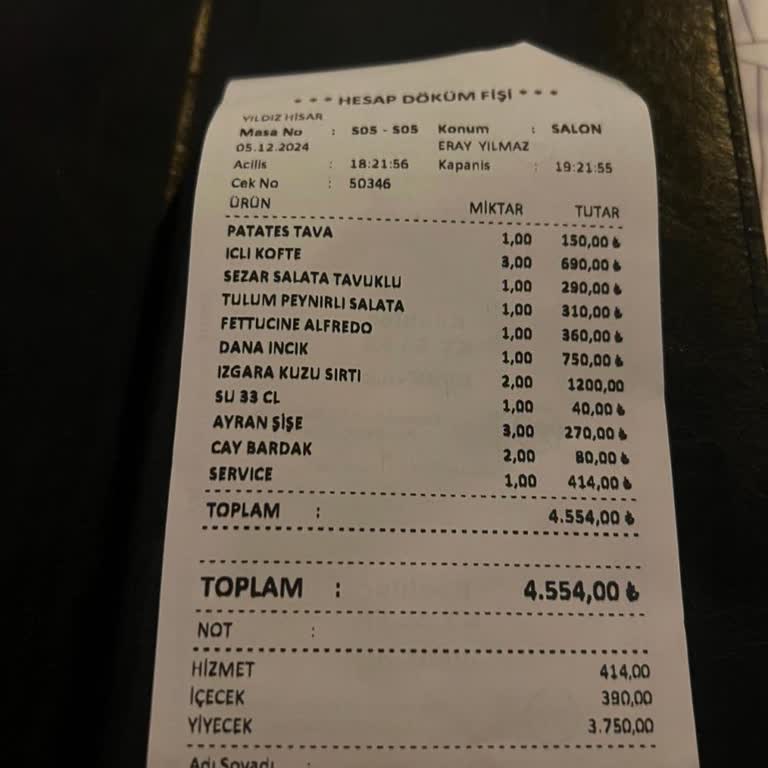 * * * HESAP DÖKÜM FİŞİ * * *
YILDIZ HİSAR
Masa No : S05 - S05 Konum : SALON
05.12.2024 ERAY YILMAZ
Acilis : 18:21:56 Kapanis : 19:21:55
Cek No : 50346
ÜRÜN MİKTAR TUTAR
PATATES TAVA 1,00 150,00 ₺
ICLI KOFTE 3,00 690,00 ₺
SEZAR SALATA TAVUKLU 1,00 290,00 ₺
TULUM PEYNIRLI SALATA 1,00 310,00 ₺
FETTUCINE ALFREDO 1,00 360,00 ₺
DANA INCIK 1,00 750,00 ₺
IZGARA KUZU SIRTI 2,00 1200,00
SU 33 CL 1,00 40,00 ₺
AYRAN ŞİŞE 3,00 270,00 ₺
CAY BARDAK 2,00 80,00 ₺
SERVICE 1,00 414,00 ₺
TOPLAM : 4.554,00 ₺
TOPLAM : 4.554,00 ₺
NOT :
HİZMET 414,00
İÇECEK 390,00
YİYECEK 3.750,00
Adı Soyadı :